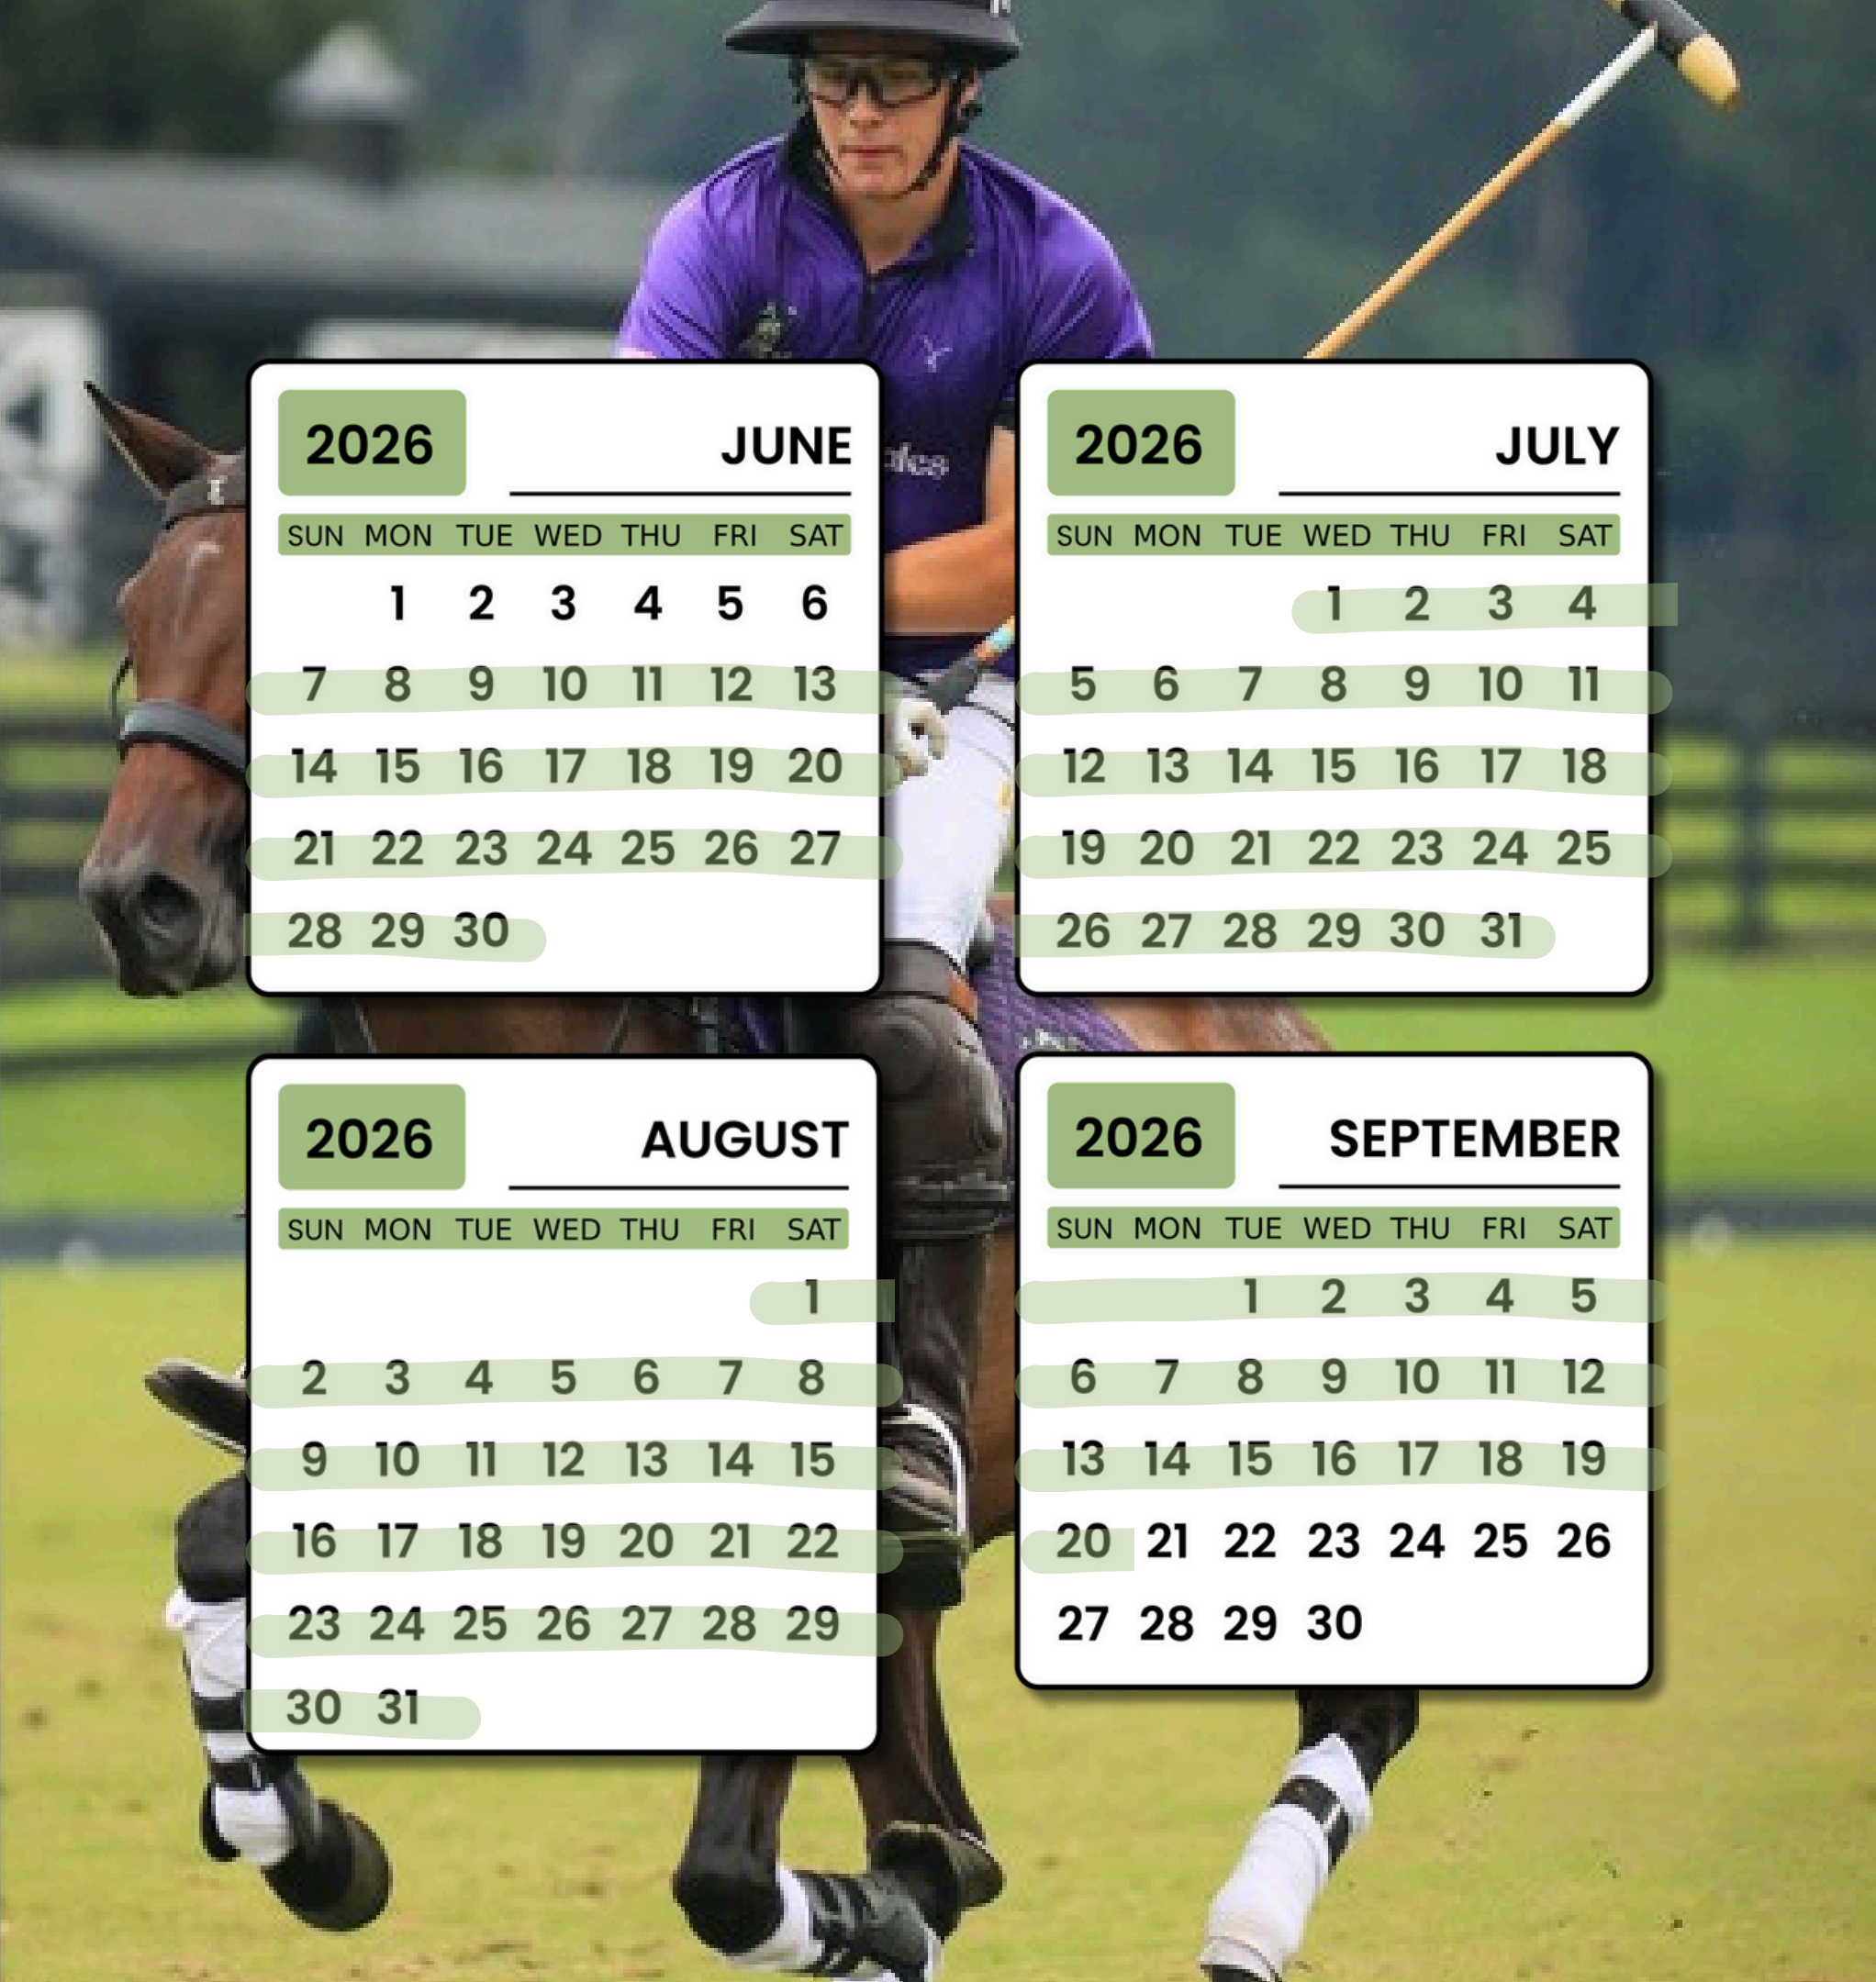 2026 JUNE
SUN MON TUE WED THU FRI SAT
1 2 3 4 5 6
7 8 9 10 11 12 13
14 15 16 17 18 19 20
21 22 23 24 25 26 27
28 29 30
2026 JULY
SUN MON TUE WED THU FRI SAT
1 2 3 4
5 6 7 8 9 10 11
12 13 14 15 16 17 18
19 20 21 22 23 24 25
26 27 28 29 30 31
2026 AUGUST
SUN MON TUE WED THU FRI SAT
1
2 3 4 5 6 7 8
9 10 11 12 13 14 15
16 17 18 19 20 21 22
23 24 25 26 27 28 29
30 31
2026 SEPTEMBER
SUN MON TUE WED THU FRI SAT
1 2 3 4 5
6 7 8 9 10 11 12
13 14 15 16 17 18 19
20 21 22 23 24 25 26
27 28 29 30